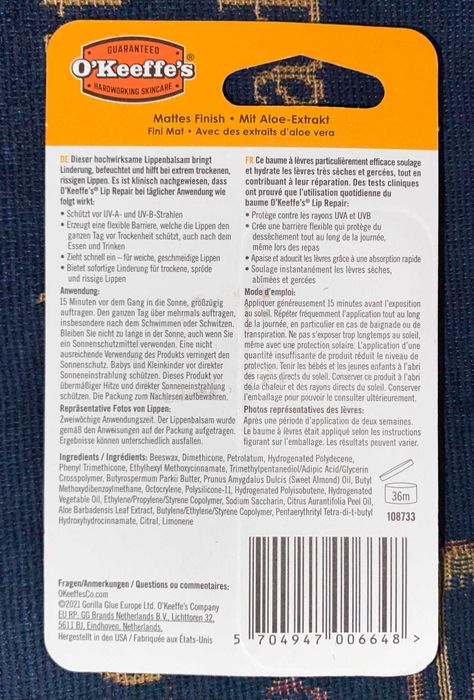 GUARANTEED
O'Keeffe's®
HARDWORKING SKINCARE
Mattes Finish • Mit Aloe-Extrakt
Fini Mat • Avec des extraits d'aloe vera
DE Dieser hochwirksame Lippenbalsam bringt
Linderung, befeuchtet und hilft bei extrem trockenen,
rissigen Lippen. Es ist klinisch nachgewiesen, dass
O'Keeffe's® Lip Repair bei täglicher Anwendung wie
folgt wirkt:
• Schützt vor UV-A- und UV-B-Strahlen
• Erzeugt eine flexible Barriere, welche die Lippen den
ganzen Tag vor Trockenheit schützt, auch nach dem
Essen und Trinken
• Zieht schnell ein – für weiche, geschmeidige Lippen
• Bietet sofortige Linderung für trockene, spröde
und rissige Lippen
Anwendung:
15 Minuten vor dem Gang in die Sonne, großzügig
auftragen. Den ganzen Tag über mehrmals auftragen,
insbesondere nach dem Schwimmen oder Schwitzen.
Bleiben Sie nicht zu lange in der Sonne, auch wenn Sie
ein Sonnenschutzmittel verwenden. Eine nicht
ausreichende Verwendung des Produkts verringert den
Sonnenschutz. Babys und Kleinkinder vor direkter
Sonneneinstrahlung schützen. Dieses Produkt vor
übermäßiger Hitze und direkter Sonneneinstrahlung
schützen. Die Packung zum Nachlesen aufbewahren.
Repräsentative Fotos von Lippen:
Zweiwöchige Anwendungszeit. Der Lippenbalsam wurde
gemäß den Anweisungen auf der Packung aufgetragen.
Ergebnisse können unterschiedlich ausfallen.
FR Ce baume à lèvres particulièrement efficace soulage
et hydrate les lèvres très sèches et gercées, tout en
contribuant à leur réparation. Des tests cliniques
ont prouvé que l'utilisation quotidienne du
baume O'Keeffe's® Lip Repair:
• Protège contre les rayons UVA et UVB
• Crée une barrière flexible qui protège du
dessèchement tout au long de la journée,
même lors des repas
• Apaise et adoucit les lèvres grâce à une absorption rapide
• Soulage instantanément les lèvres sèches,
abîmées et gercées
Mode d'emploi:
Appliquer généreusement 15 minutes avant l'exposition
au soleil. Répéter fréquemment l'application tout au long
de la journée, en particulier en cas de baignade ou de
transpiration. Ne pas s'exposer trop longtemps au soleil,
même avec une protection solaire. L'application d'une
quantité insuffisante de produit réduit le niveau de
protection. Tenir les bébés et les jeunes enfants à l'abri
des rayons directs du soleil. Conserver ce produit à l'abri
de la chaleur et des rayons directs du soleil. Conserver
l'emballage pour pouvoir le consulter ultérieurement.
Photos représentatives des lèvres:
Après une période d'application de deux semaines.
Le baume à lèvres était appliqué selon les instructions
figurant sur l'emballage. Les résultats peuvent varier.
Ingredients / Ingrédients: Beeswax, Dimethicone, Petrolatum, Hydrogenated Polydecene,
Phenyl Trimethicone, Ethylhexyl Methoxycinnamate, Trimethylpentanediol/Adipic Acid/Glycerin
Crosspolymer, Butyrospermum Parkii Butter, Prunus Amygdalus Dulcis (Sweet Almond) Oil, Butyl
Methoxydibenzoylmethane, Octocrylene, Polysilicone-11, Hydrogenated Polyisobutene, Hydrogenated
Vegetable Oil, Ethylene/Propylene/Styrene Copolymer, Sodium Saccharin, Citrus Aurantifolia Peel Oil,
Aloe Barbadensis Leaf Extract, Butylene/Ethylene/Styrene Copolymer, Pentaerythrityl Tetra-di-t-butyl
Hydroxyhydrocinnamate, Citral, Limonene
36m
108733
Fragen/Anmerkungen / Questions ou commentaires:
OKeeffesCo.com
©2021 Gorilla Glue Europe Ltd. O'Keeffe's Company
EU RP: GG Brands Netherlands B.V., Lichttoren 32,
5611 BJ, Eindhoven, Netherlands.
Hergestellt in den USA / Fabriquée aux États-Unis
5 704947 006648 >